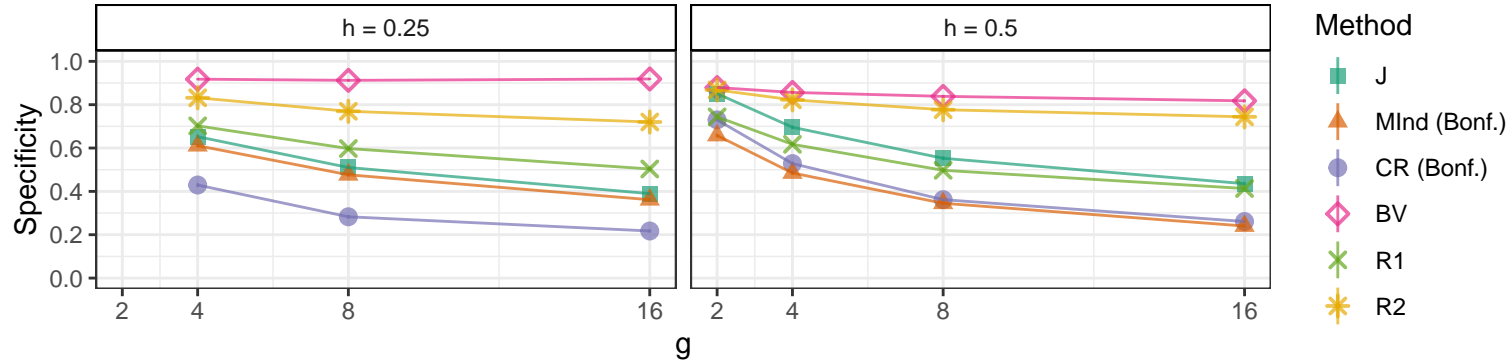 h = 0.25
h = 0.5
Specificity
1.0
0.8
0.6
0.4
0.2
0.0
2
4
8
16
2
4
8
16
g
Method
J
MInd (Bonf.)
CR (Bonf.)
BV
R1
R2